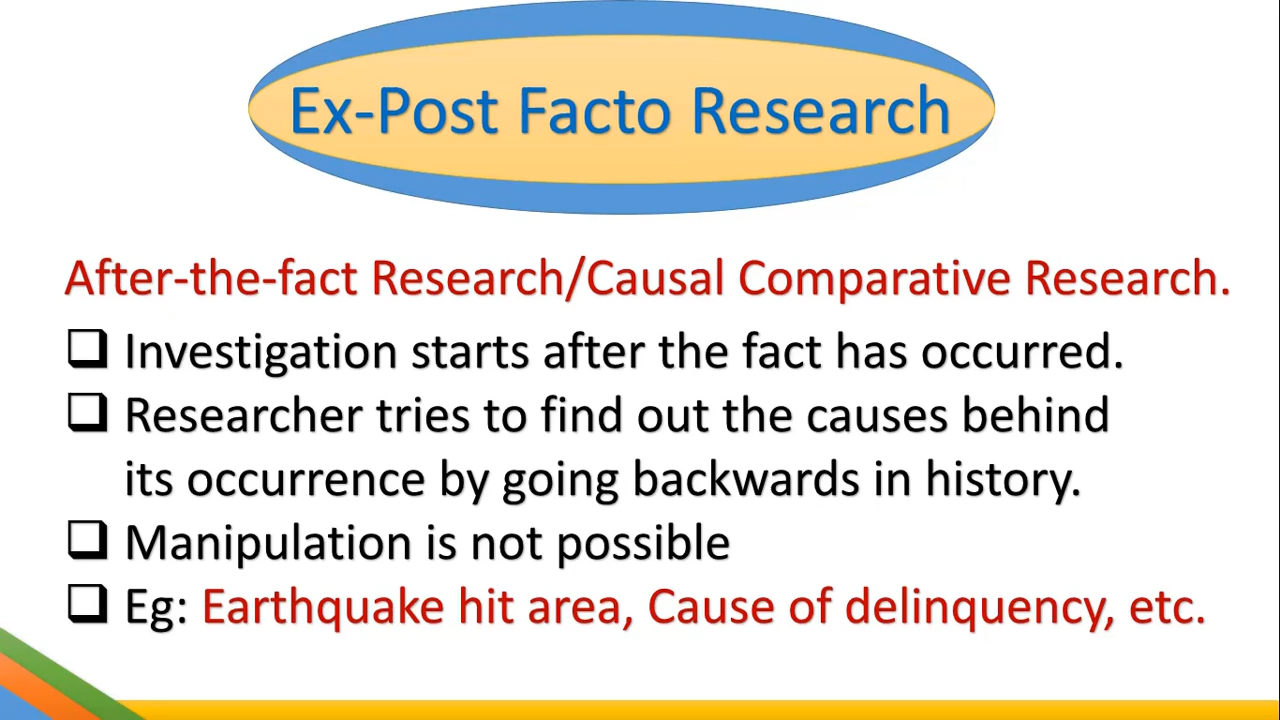 Ex-Post Facto Research
After-the-fact Research/Causal Comparative Research.
❑ Investigation starts after the fact has occurred.
❑ Researcher tries to find out the causes behind
its occurrence by going backwards in history.
❑ Manipulation is not possible
❑ Eg: Earthquake hit area, Cause of delinquency, etc.